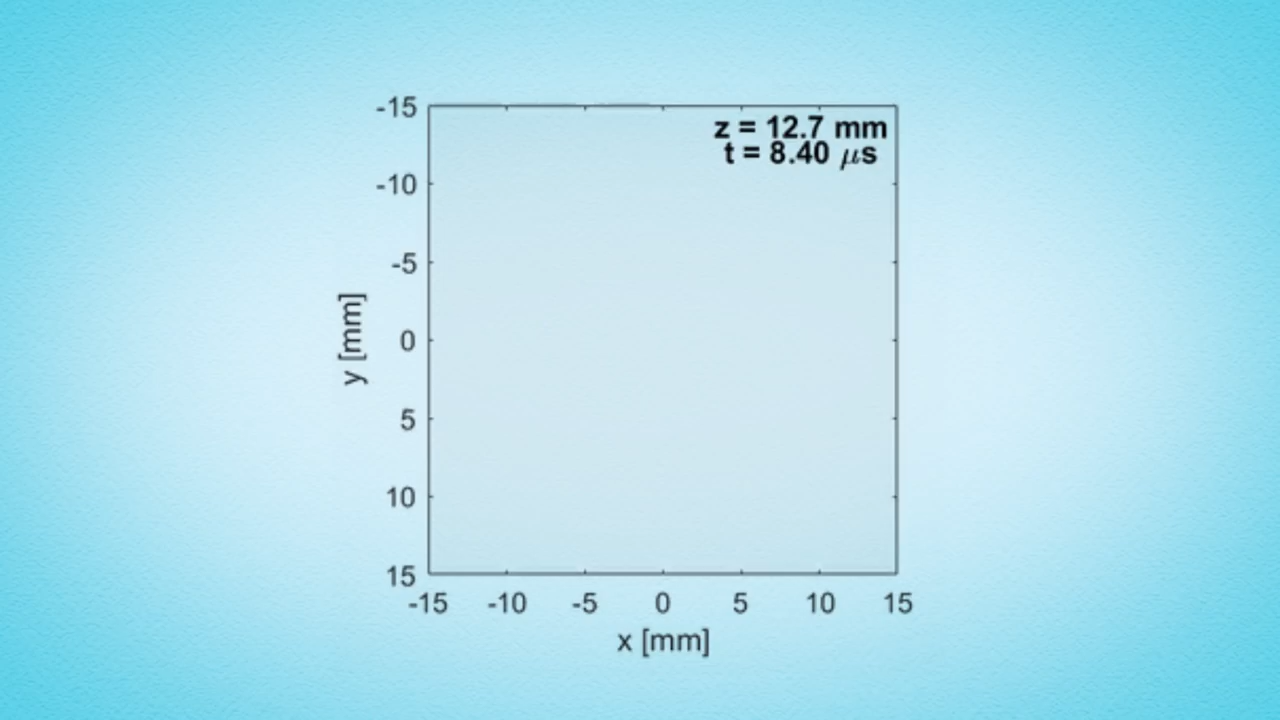 z = 12.7 mm
t = 8.40 μs
-15
-10
-5
0
5
10
15
y [mm]
-15 -10 -5 0 5 10 15
x [mm]